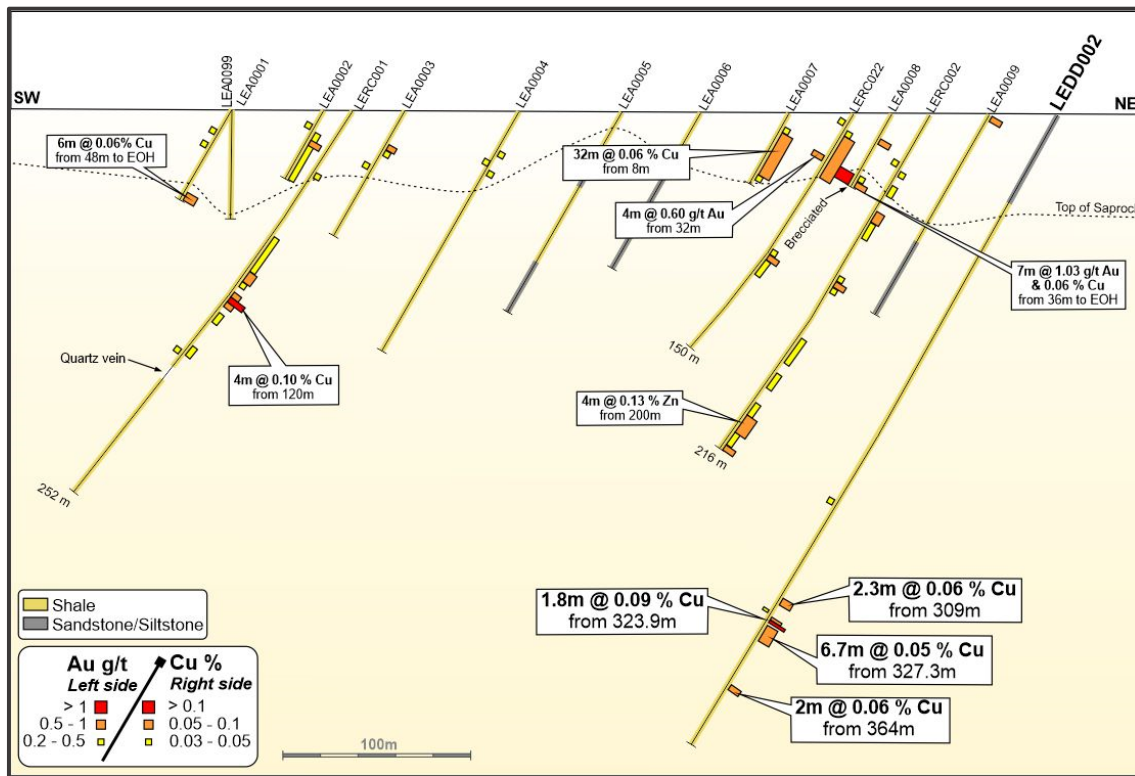 LEDD002
LEA0099
LEA0001
LEA0002
LERC001
LEA0003
LEA0004
LEA0005
LEA0006
LEA0007
LERC022
LEA0008
LERC002
LEA0009
SW
NE
6m @ 0.06% Cu
from 48m to EOH
32m @ 0.06 % Cu
from 8m
4m @ 0.60 g/t Au
from 32m
Brecciated
Top of Saprock
7m @ 1.03 g/t Au
& 0.06 % Cu
from 36m to EOH
Quartz vein
4m @ 0.10 % Cu
from 120m
150 m
4m @ 0.13 % Zn
from 200m
216 m
252 m
1.8m @ 0.09 % Cu
from 323.9m
2.3m @ 0.06 % Cu
from 309m
6.7m @ 0.05 % Cu
from 327.3m
2m @ 0.06 % Cu
from 364m
Shale
Sandstone/Siltstone
Au g/t Cu %
Left side Right side
> 1 > 0.1
0.5 - 1 0.05 - 0.1
0.2 - 0.5 0.03 - 0.05
100m